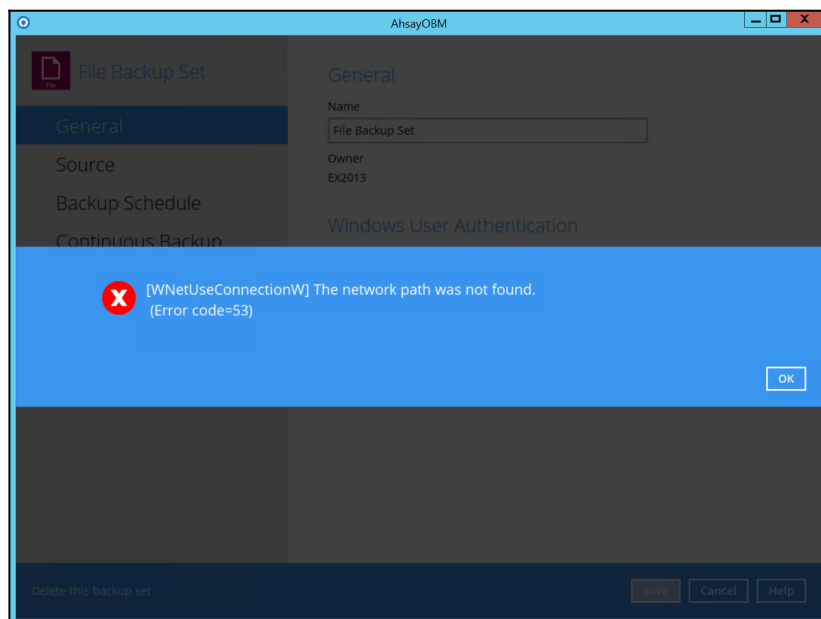 AhsayOBM
File Backup Set
File
General
Source
Backup Schedule
Continuous Backup
General
Name
File Backup Set
Owner
EX2013
Windows User Authentication
[WNetUseConnectionW] The network path was not found.
(Error code=53)
OK
Delete this backup set
Save
Cancel
Help